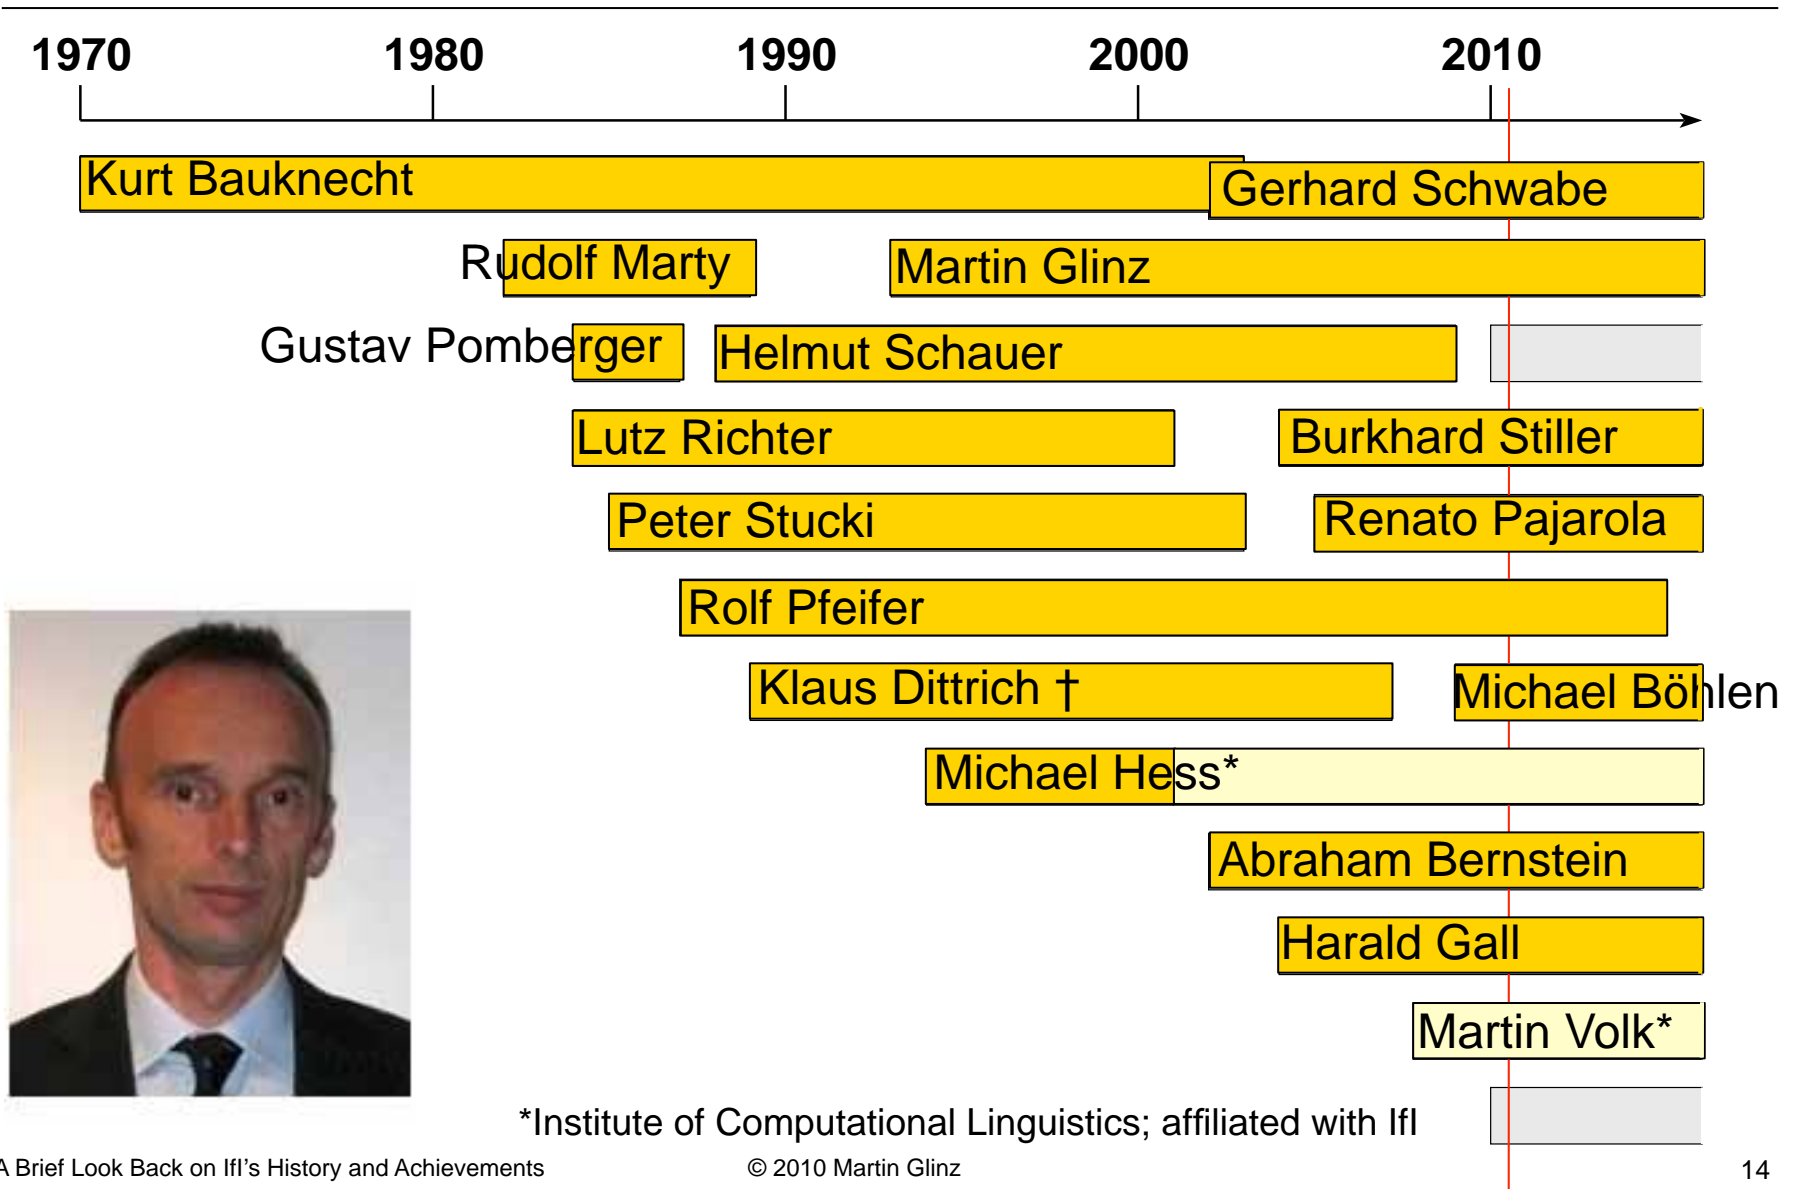 1970 1980 1990 2000 2010
Kurt Bauknecht Gerhard Schwabe
Rudolf Marty Martin Glinz
Gustav Pomberger Helmut Schauer
Lutz Richter Burkhard Stiller
Peter Stucki Renato Pajarola
Rolf Pfeifer
Klaus Dittrich † Michael Böhlen
Michael Hess*
Abraham Bernstein
Harald Gall
Martin Volk*
*Institute of Computational Linguistics; affiliated with IfI
A Brief Look Back on IfI's History and Achievements © 2010 Martin Glinz 14